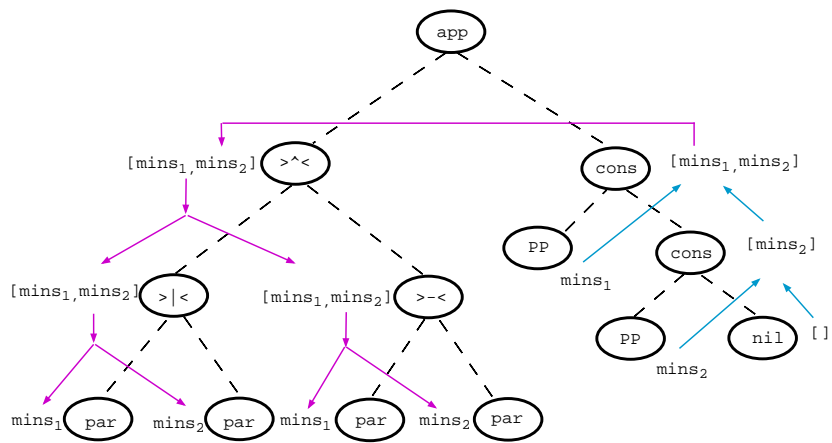 app
[mins₁,mins₂] >^< cons [mins₁,mins₂]
PP cons [mins₂]
mins₁
[mins₁,mins₂] >|< [mins₁,mins₂] >-<
PP nil []
mins₂
mins₁ par mins₂ par mins₁ par mins₂ par